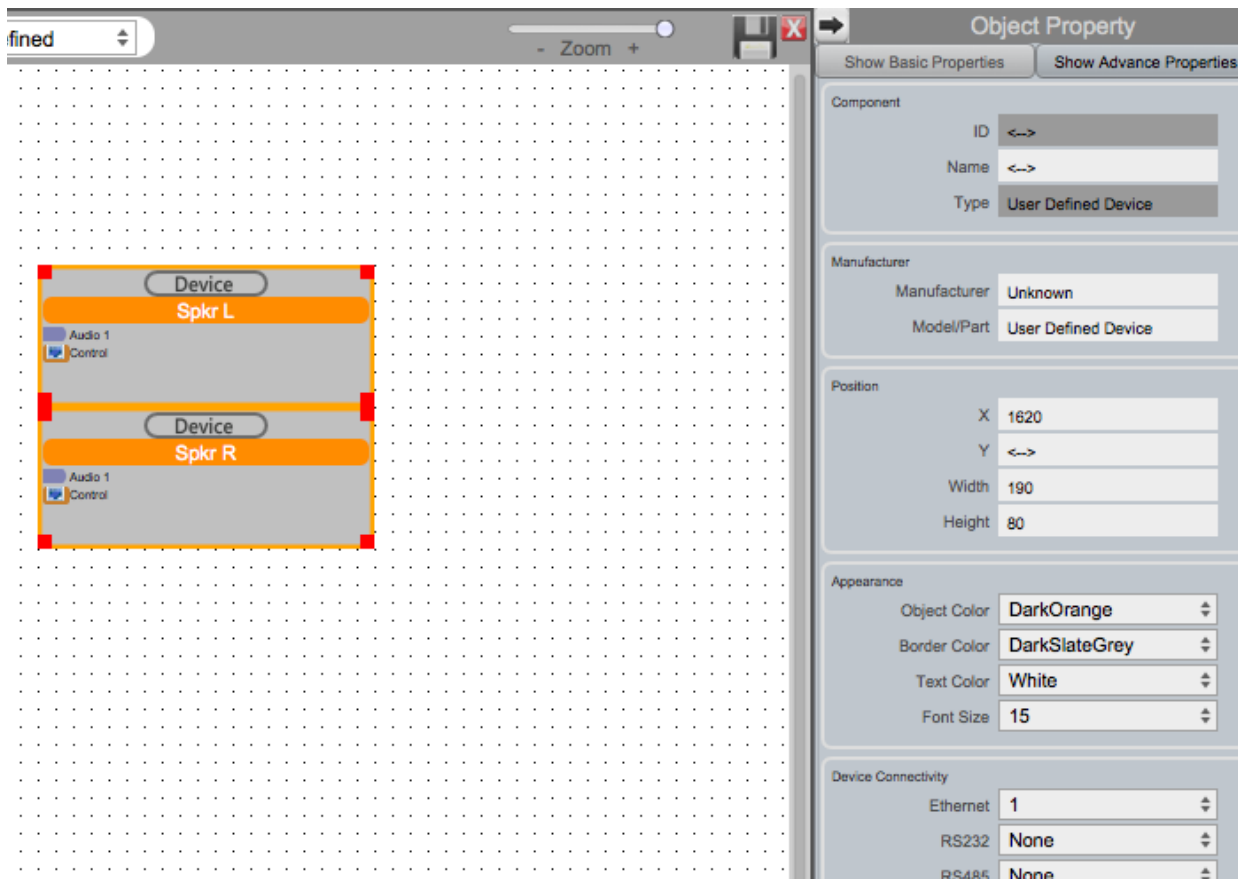 fined
- Zoom +
Device
Spkr L
Audio 1
Control
Device
Spkr R
Audio 1
Control
Object Property
Show Basic Properties Show Advance Properties
Component
ID <-->
Name <-->
Type User Defined Device
Manufacturer
Manufacturer Unknown
Model/Part User Defined Device
Position
X 1620
Y <-->
Width 190
Height 80
Appearance
Object Color DarkOrange
Border Color DarkSlateGrey
Text Color White
Font Size 15
Device Connectivity
Ethernet 1
RS232 None
RS485 None